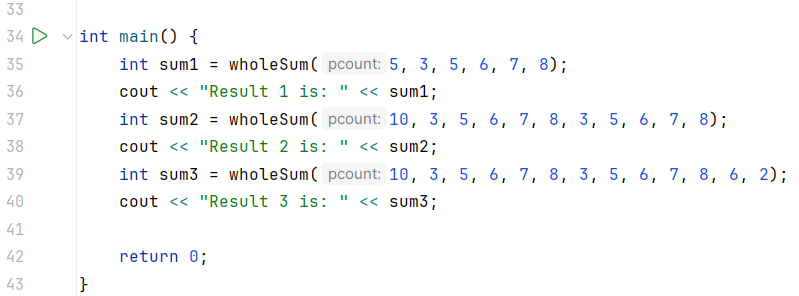 33
34 int main() {
35     int sum1 = wholeSum( pcount: 5, 3, 5, 6, 7, 8);
36     cout << "Result 1 is: " << sum1;
37     int sum2 = wholeSum( pcount: 10, 3, 5, 6, 7, 8, 3, 5, 6, 7, 8);
38     cout << "Result 2 is: " << sum2;
39     int sum3 = wholeSum( pcount: 10, 3, 5, 6, 7, 8, 3, 5, 6, 7, 8, 6, 2);
40     cout << "Result 3 is: " << sum3;
41
42     return 0;
43 }